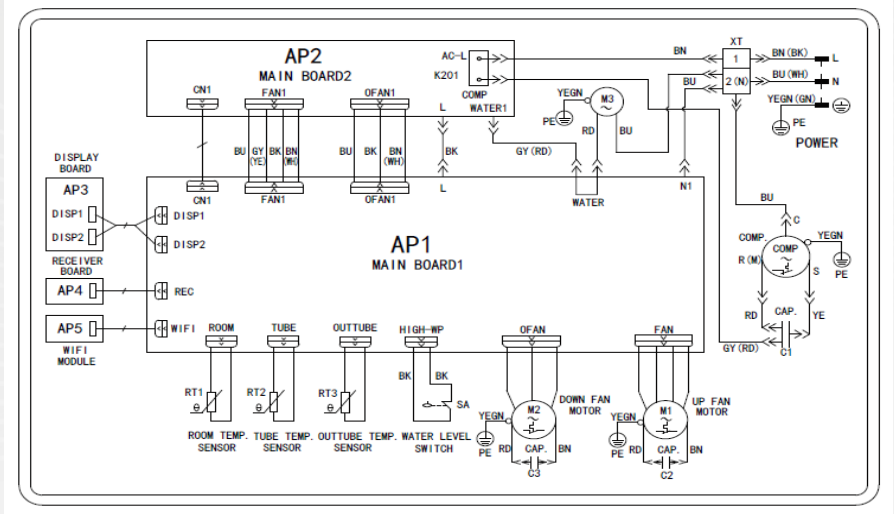 AP2
MAIN BOARD2
AC-L
K201
COMP
WATER1
L
CN1
FAN1
OFAN1
BN
XT
1
2(N)
BN(BK)
L
BU(WH)
N
YEGN(GN)
PE
POWER
BU
YEGN
M3
PE
RD
BU
BU
GY
(YE)
BK
BN
(WH)
BU
BK
BN
(WH)
BK
GY(RD)
CN1
FAN1
OFAN1
L
WATER
N1
DISPLAY
BOARD
AP3
DISP1
DISP2
DISP1
DISP2
RECEIVER
BOARD
AP4
REC
AP5
WIFI
WIFI
MODULE
AP1
MAIN BOARD1
BU
C
COMP.
COMP
YEGN
PE
R(M)
S
RD
CAP.
YE
C1
GY(RD)
ROOM
TUBE
OUTTUBE
HIGH-WP
OFAN
FAN
RT1
θ
RT2
θ
RT3
θ
BK
BK
SA
ROOM TEMP.
SENSOR
TUBE TEMP.
SENSOR
OUTTUBE TEMP.
SENSOR
WATER LEVEL
SWITCH
YEGN
PE
M2
DOWN FAN
MOTOR
RD
CAP.
BN
C3
YEGN
PE
M1
UP FAN
MOTOR
RD
CAP.
BN
C2